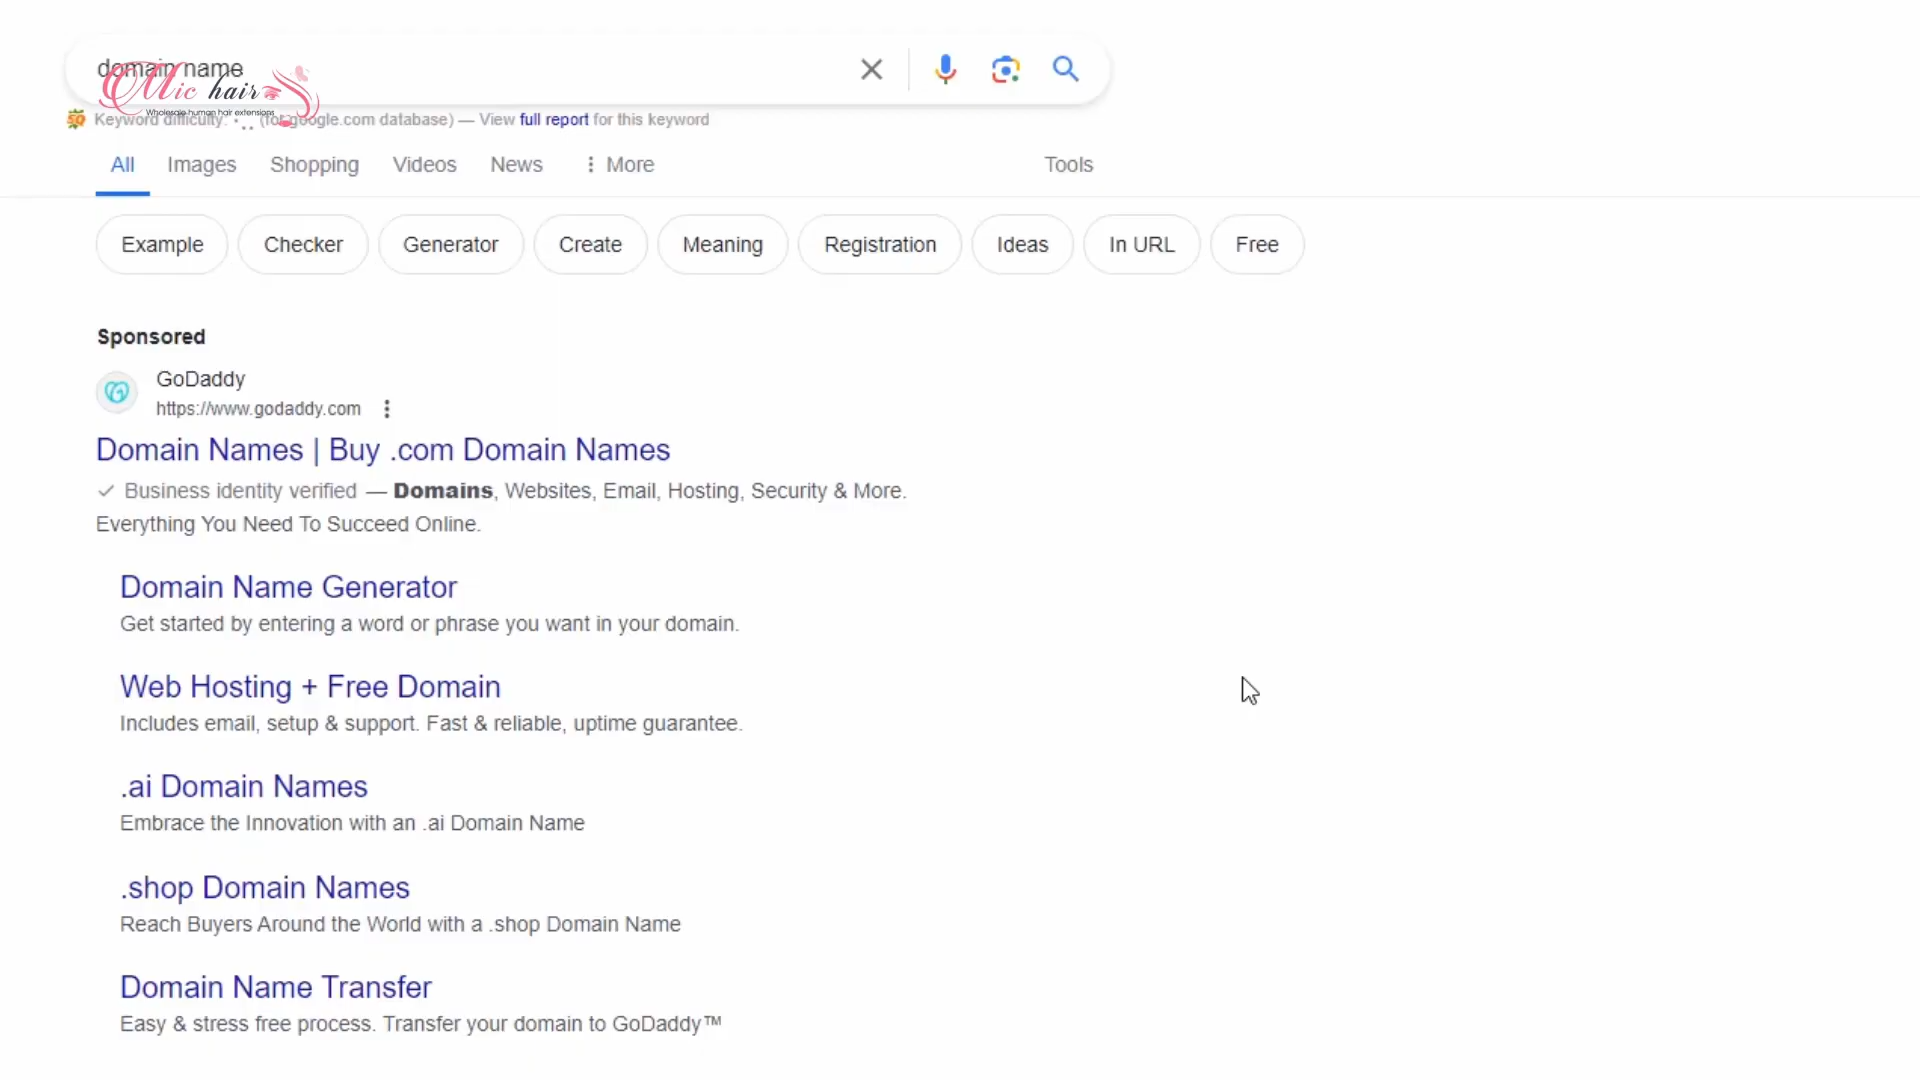 domain name
Mic hair
Wholesale human hair extensions
Keyword difficulty: (for google.com database) — View full report for this keyword
All Images Shopping Videos News More Tools
Example Checker Generator Create Meaning Registration Ideas In URL Free
Sponsored
GoDaddy
https://www.godaddy.com
Domain Names | Buy .com Domain Names
Business identity verified — Domains, Websites, Email, Hosting, Security & More.
Everything You Need To Succeed Online.
Domain Name Generator
Get started by entering a word or phrase you want in your domain.
Web Hosting + Free Domain
Includes email, setup & support. Fast & reliable, uptime guarantee.
.ai Domain Names
Embrace the Innovation with an .ai Domain Name
.shop Domain Names
Reach Buyers Around the World with a .shop Domain Name
Domain Name Transfer
Easy & stress free process. Transfer your domain to GoDaddy™